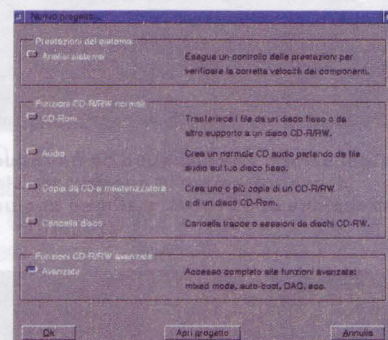 Nuovo progetto...
Prestazioni del sistema
Analisi sistema
Esegue un controllo delle prestazioni per
verificare la corretta velocità dei componenti.
Funzioni CD-R/RW normali
CD-Rom
Trasferisce i file da un disco fisso o da
altro supporto a un disco CD-R/RW.
Audio
Crea un normale CD audio partendo da file
audio sul tuo disco fisso.
Copia da CD a masterizzatore
Crea una o più copie di un CD-R/RW
o di un disco CD-Rom.
Cancella disco
Cancella tracce o sessioni da dischi CD-RW.
Funzioni CD-R/RW avanzate
Avanzate
Accesso completo alle funzioni avanzate:
mixed mode, auto-boot, DAO, ecc.
Ok
Apri progetto
Annulla